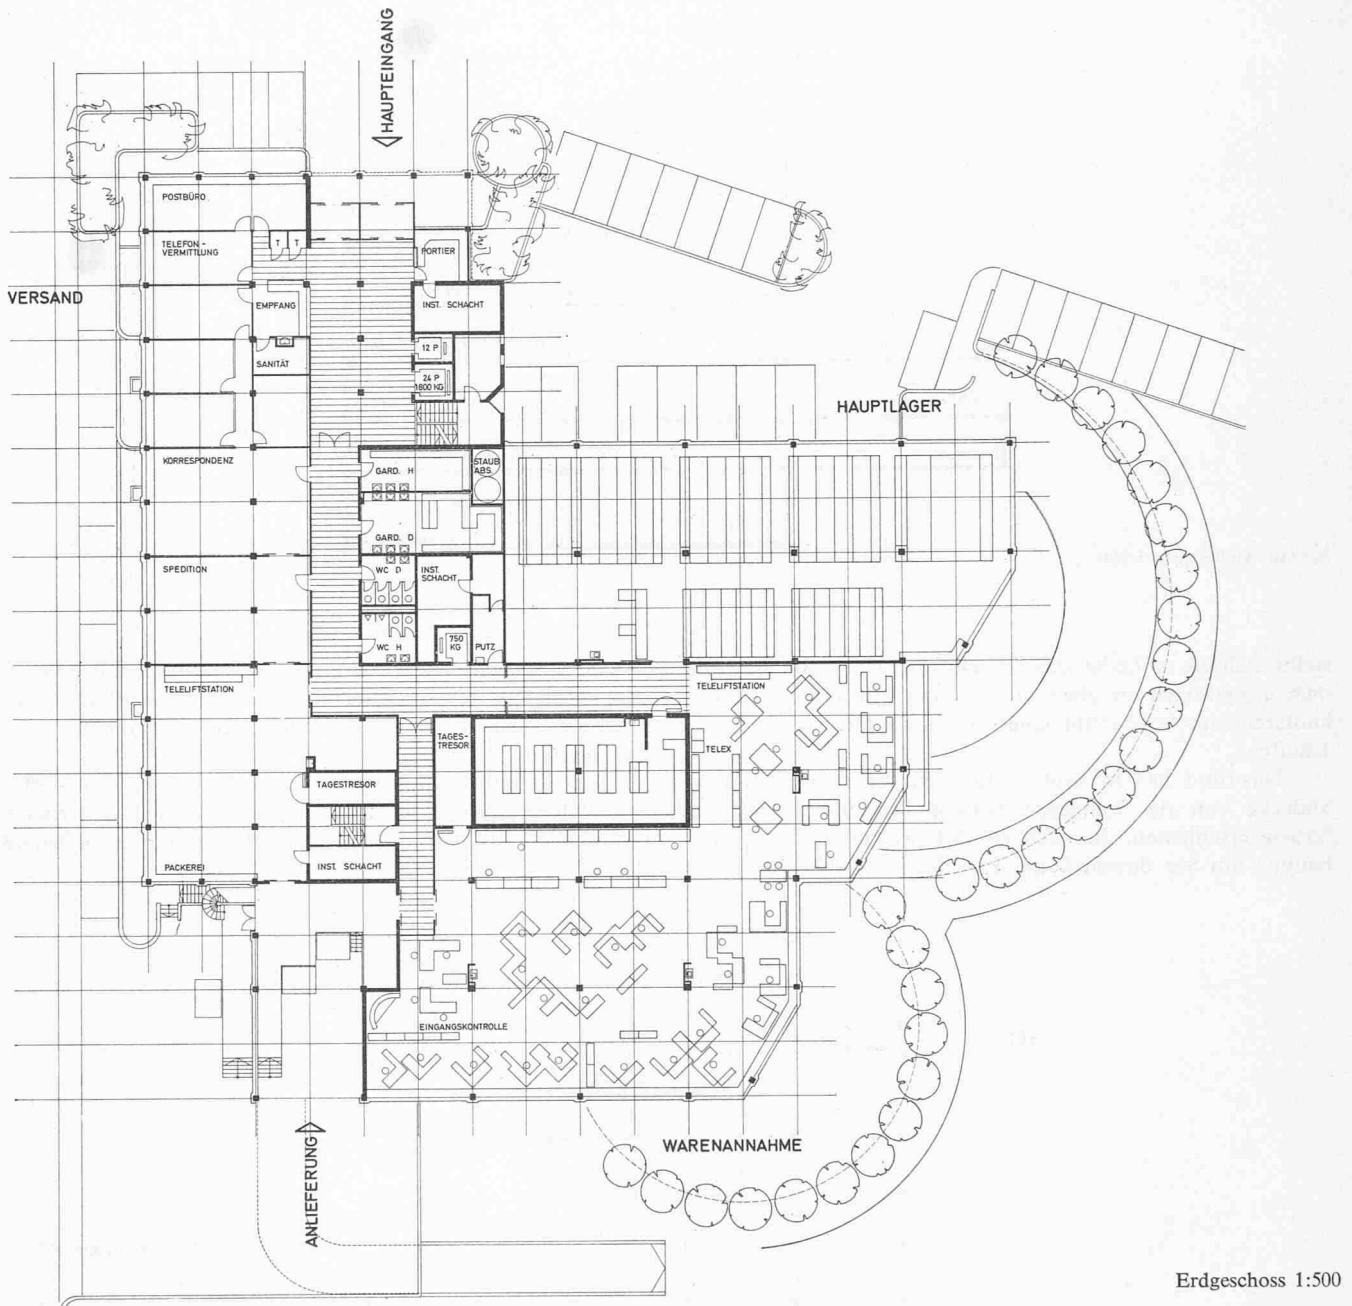 HAUPTEINGANG
POSTBÜRO
TELEFON-
VERMITTLUNG
T T
PORTIER
VERSAND
EMPFANG
INST. SCHACHT
12 P
SANITÄT
24 P
1800 KG
HAUPTLAGER
KORRESPONDENZ
GARD. H
STAUB
ABS.
GARD. D
SPEDITION
WC D
INST.
SCHACHT
WC H
750
KG
PUTZ
TELELIFTSTATION
TELELIFTSTATION
TAGES-
TRESOR
TELEX
TAGESTRESOR
PACKEREI
INST. SCHACHT
EINGANGSKONTROLLE
WARENANNAHME
ANLIEFERUNG
Erdgeschoss 1:500